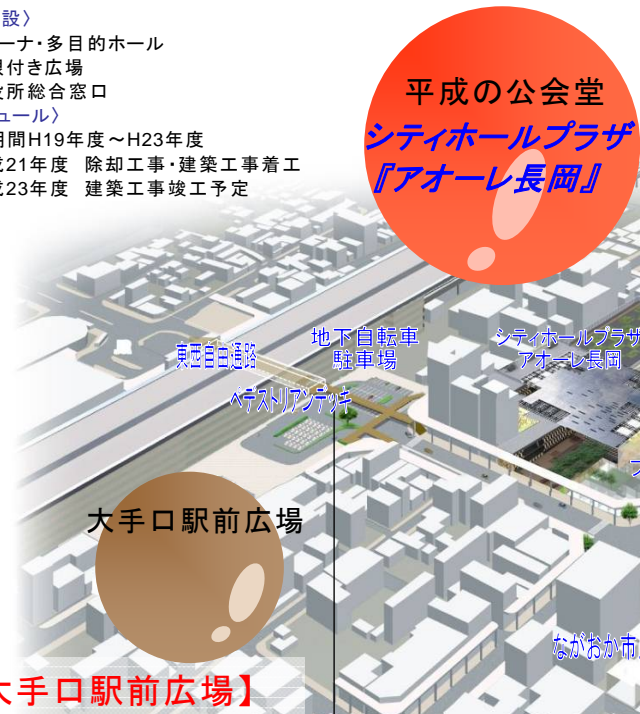 設〉
ーナ・多目的ホール
付き広場
所総合窓口
ュール〉
期間H19年度～H23年度
21年度 除却工事・建築工事着工
23年度 建築工事竣工予定
平成の公会堂
シティホールプラザ
『アオーレ長岡』
東西自由通路
地下自転車
駐車場
シティホールプラザ
アオーレ長岡
ペデストリアンデッキ
大手口駅前広場
ながおか市
大手口駅前広場】